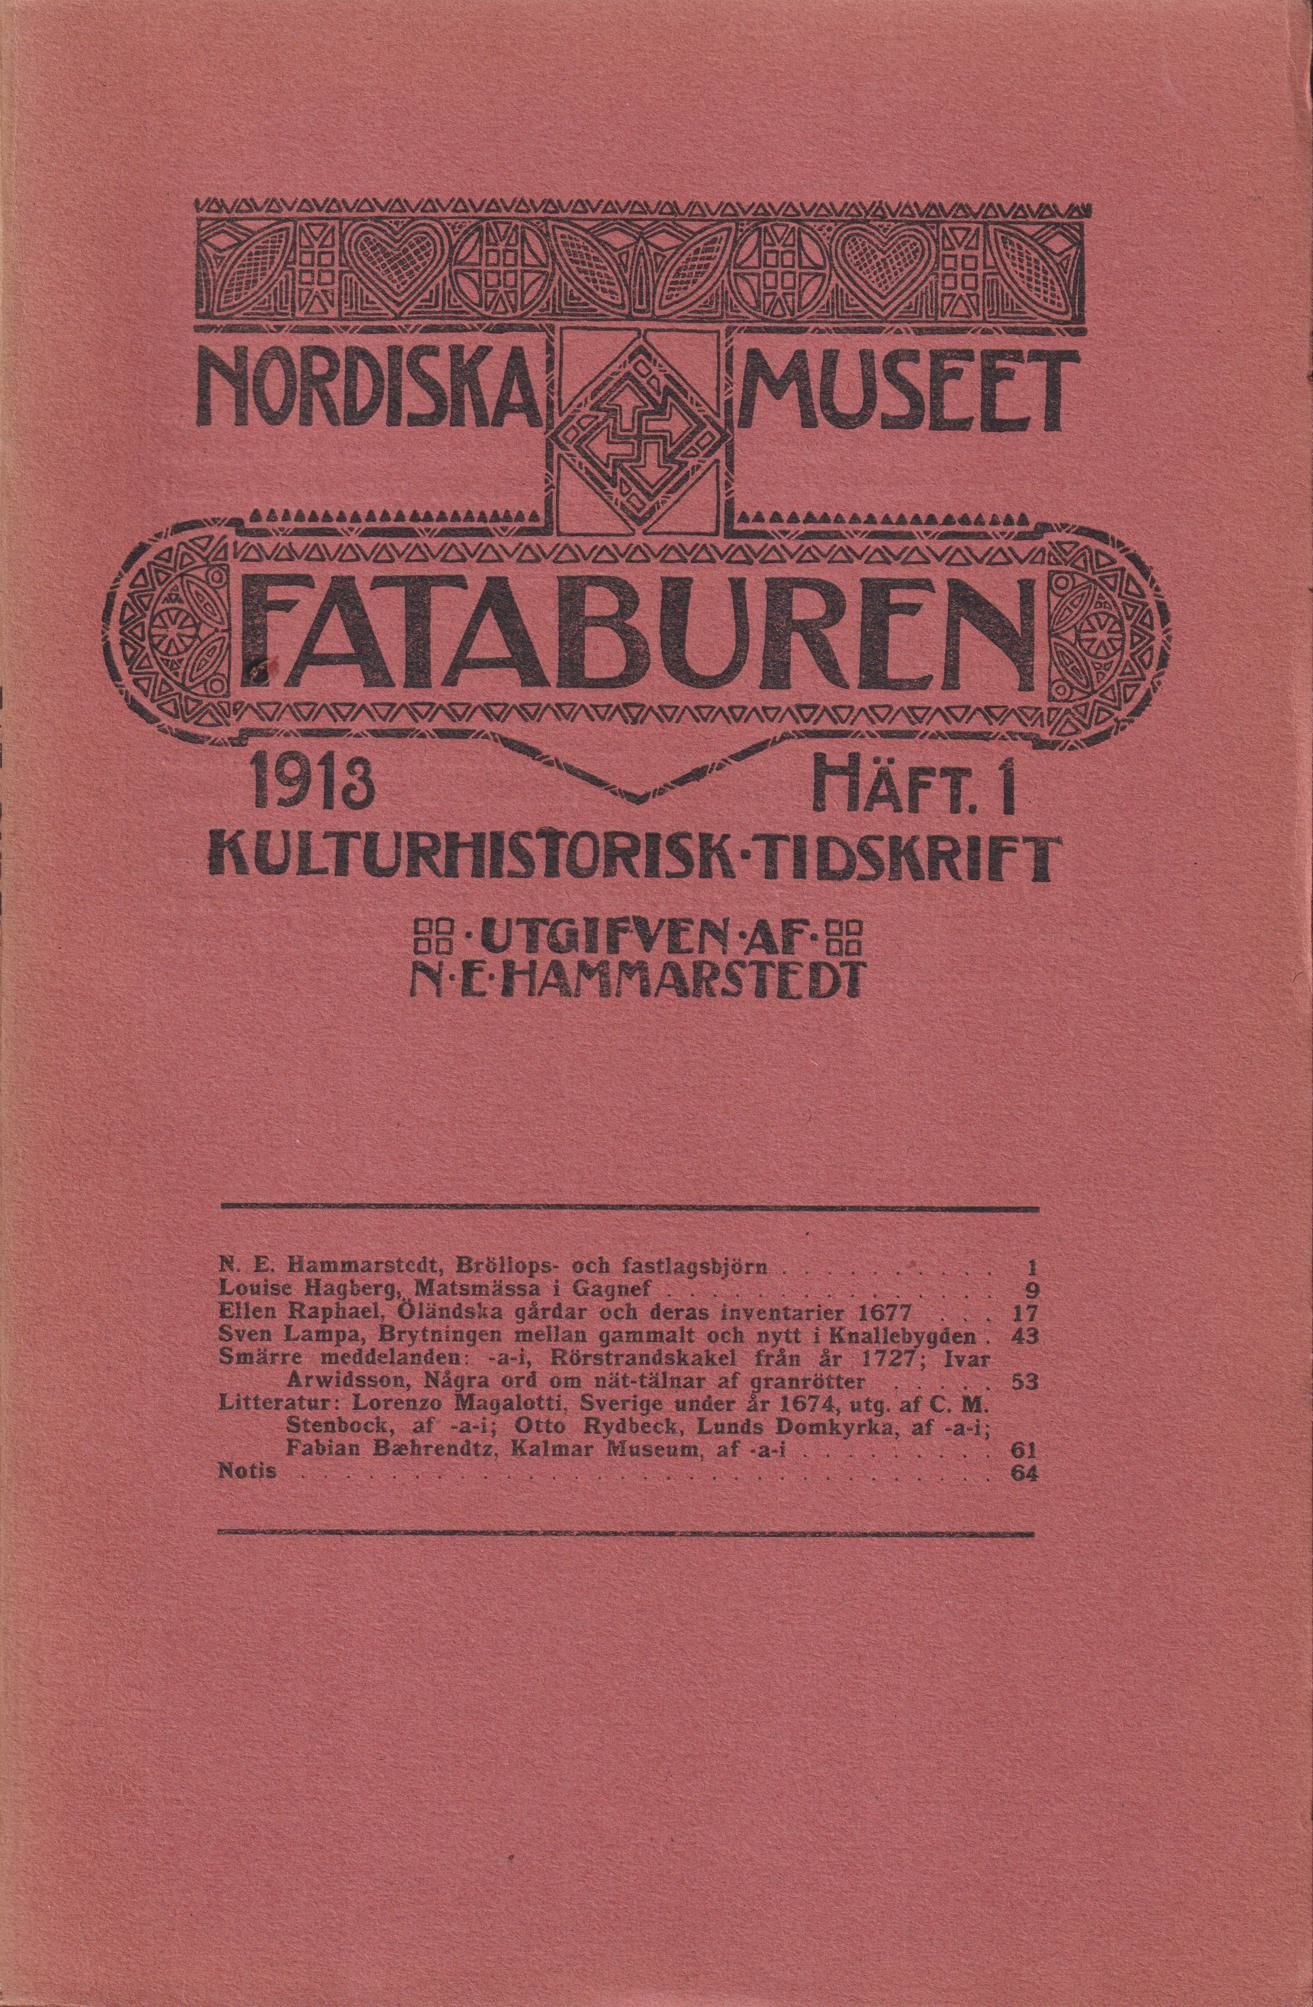 NORDISKA MUSEET
FATABUREN
1913 HÄFT. 1
KULTURHISTORISK·TIDSKRIFT
·UTGIFVEN·AF·
N·E·HAMMARSTEDT
N. E. Hammarstedt, Bröllops- och fastlagsbjörn . . . . . . . . . . . 1
Louise Hagberg, Matsmässa i Gagnef . . . . . . . . . . . . . . . . 9
Ellen Raphael, Öländska gårdar och deras inventarier 1677 . . . 17
Sven Lampa, Brytningen mellan gammalt och nytt i Knallebygden . 43
Smärre meddelanden: -a-i, Rörstrandskakel från år 1727; Ivar
Arwidsson, Några ord om nät-tälnar af granrötter . . . . . 53
Litteratur: Lorenzo Magalotti, Sverige under år 1674, utg. af C. M.
Stenbock, af -a-i; Otto Rydbeck, Lunds Domkyrka, af -a-i;
Fabian Bæhrendtz, Kalmar Museum, af -a-i . . . . . . . . . 61
Notis . . . . . . . . . . . . . . . . . . . . . . . . . . . . . . . 64